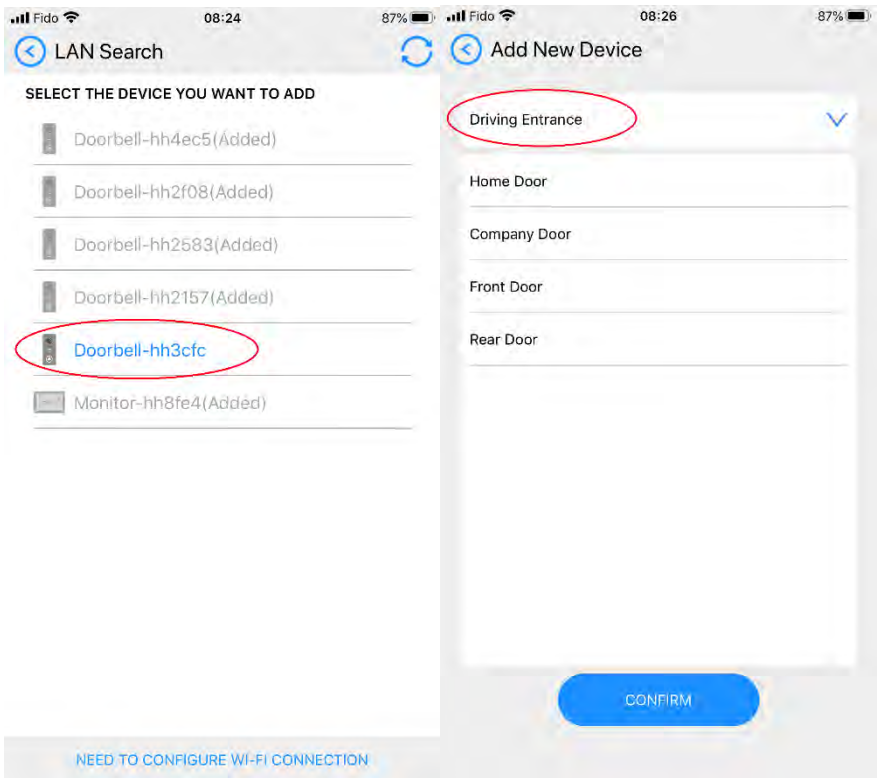 Fido 08:24 87%
LAN Search
SELECT THE DEVICE YOU WANT TO ADD
Doorbell-hh4ec5(Added)
Doorbell-hh2f08(Added)
Doorbell-hh2583(Added)
Doorbell-hh2157(Added)
Doorbell-hh3cfc
Monitor-hh8fe4(Added)
NEED TO CONFIGURE WI-FI CONNECTION
Fido 08:26 87%
Add New Device
Driving Entrance
Home Door
Company Door
Front Door
Rear Door
CONFIRM